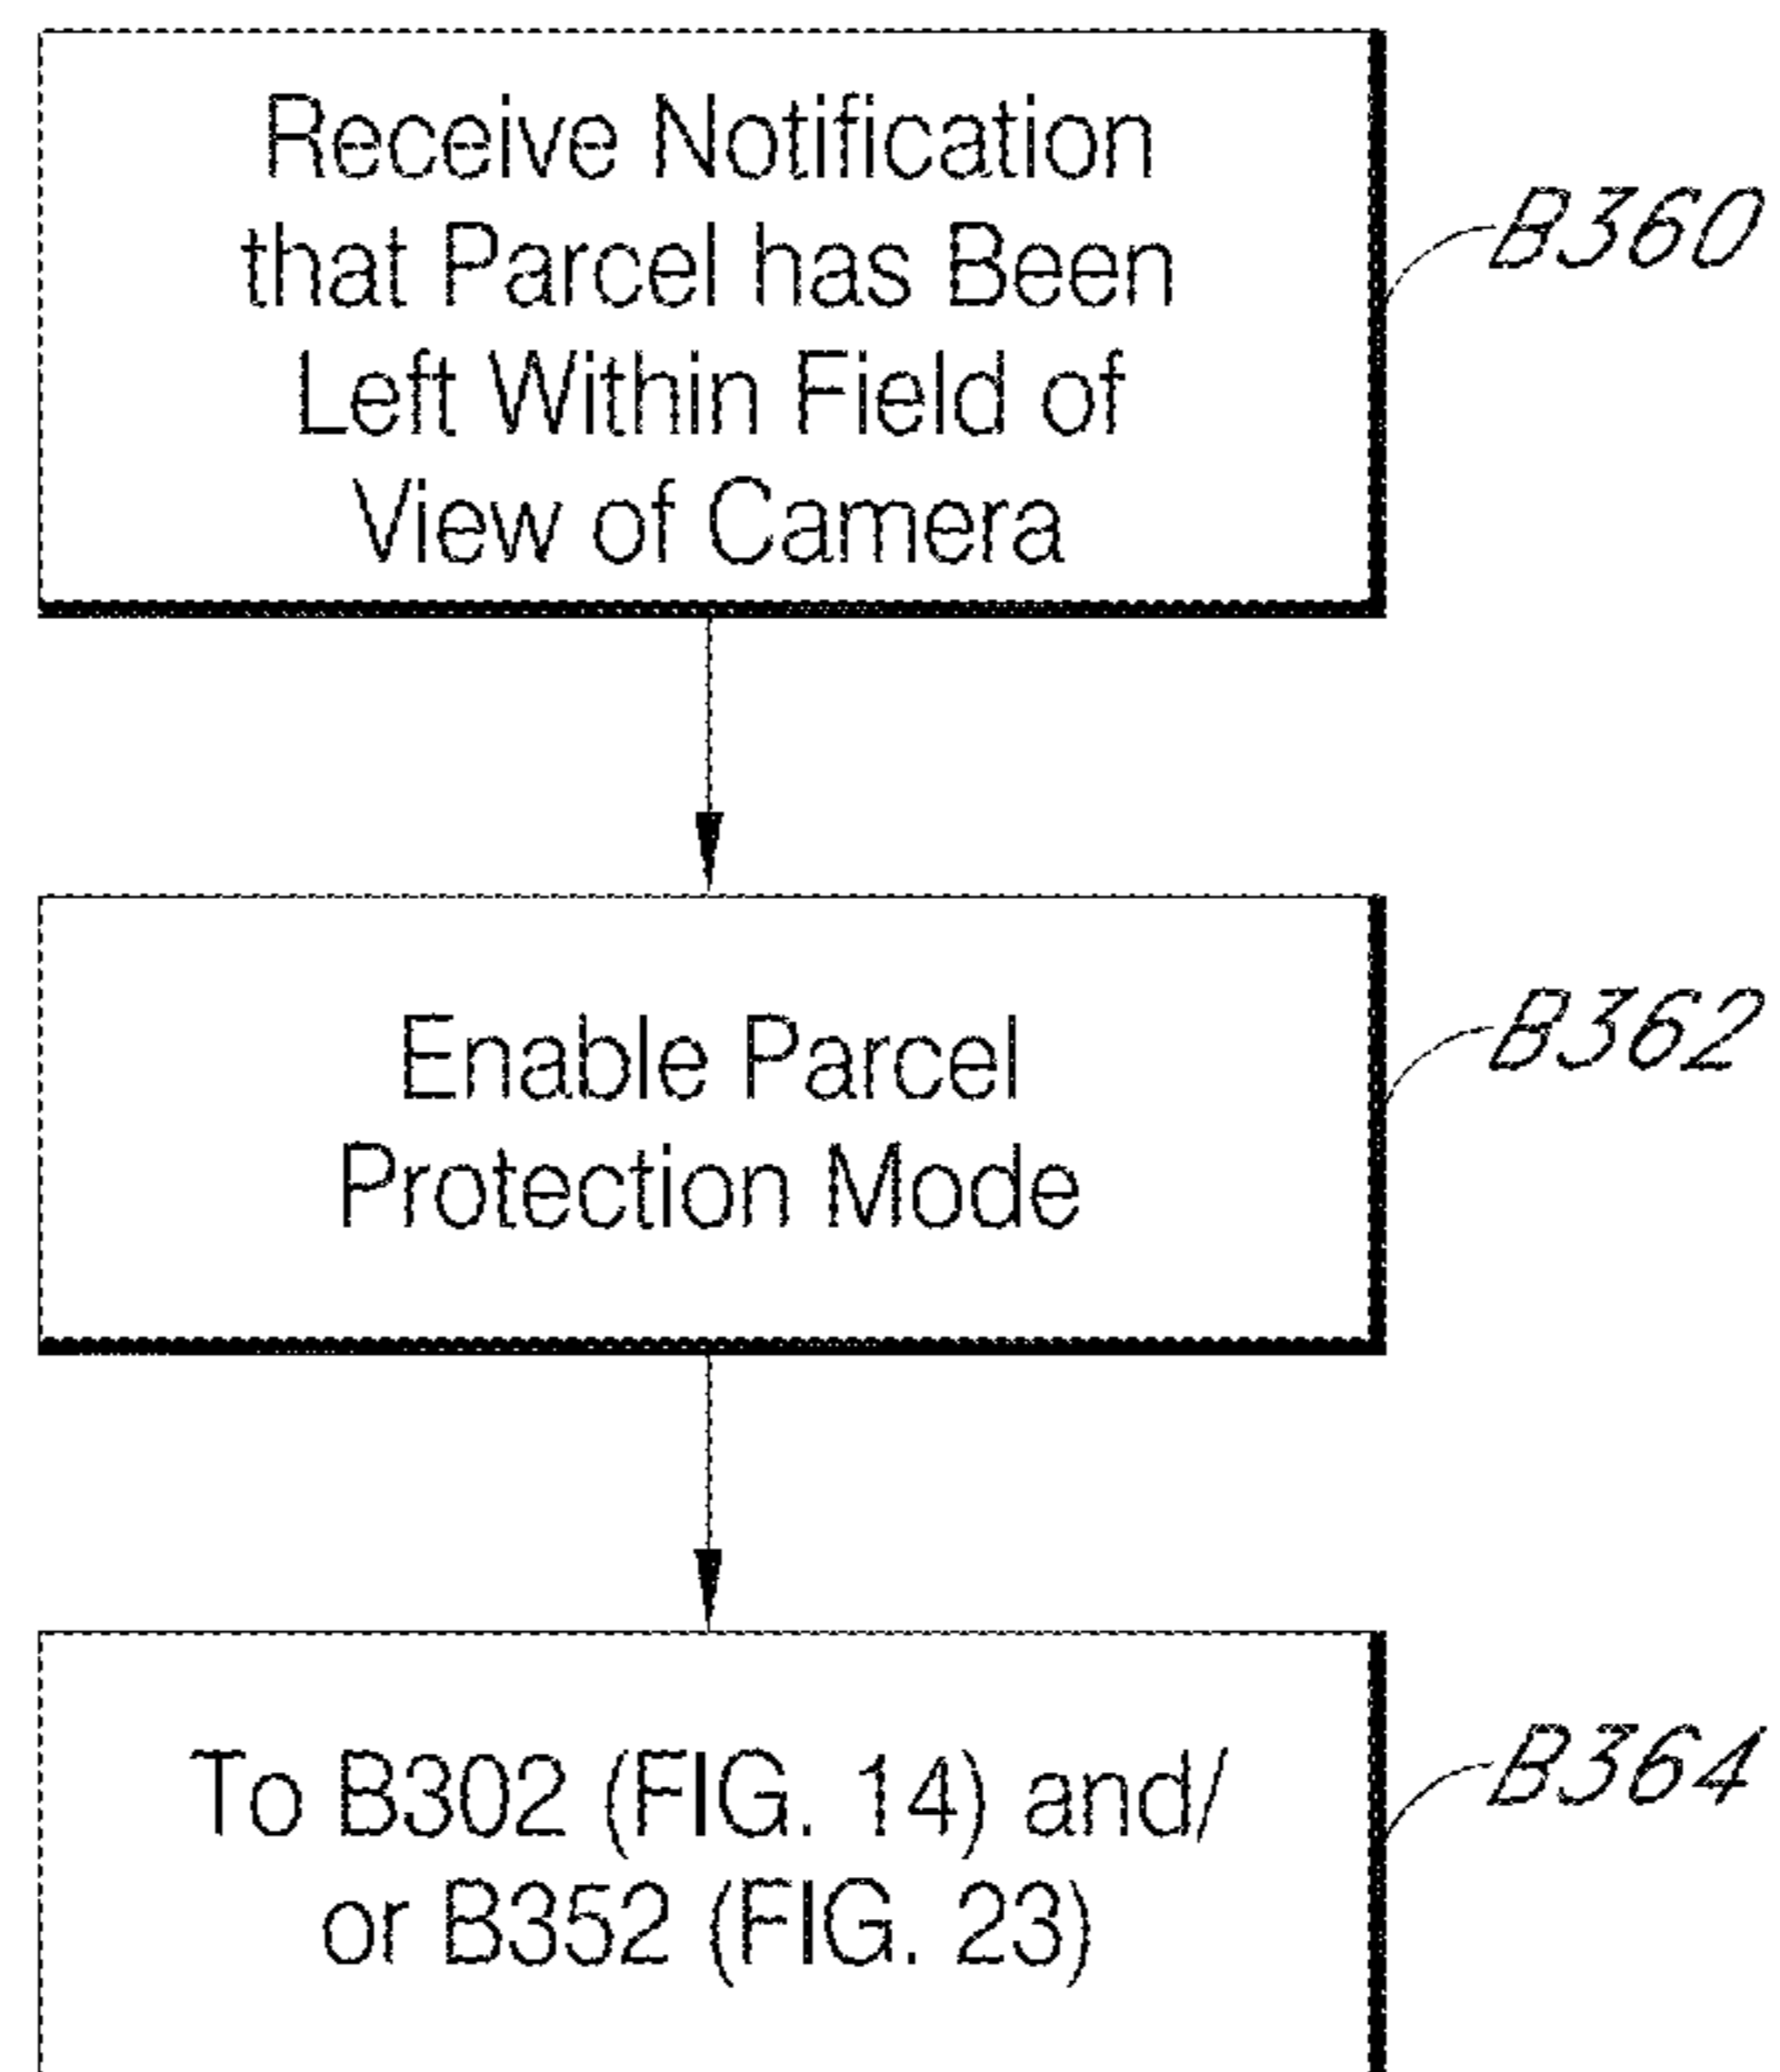 Receive Notification
that Parcel has Been
Left Within Field of
View of Camera
B360
Enable Parcel
Protection Mode
B362
To B302 (FIG. 14) and/
or B352 (FIG. 23)
B364